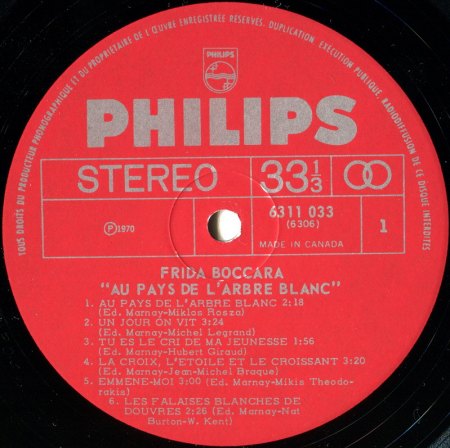 TOUS DROITS DU PRODUCTEUR PHONOGRAPHIQUE ET DU PROPRIETAIRE DE L'ŒUVRE ENREGISTRÉE RESERVÉS. DUPLICATION EXECUTION PUBLIQUE, RADIODIFFUSION DE CE DISQUE INTERDITES
PHILIPS
PHILIPS
STEREO 33⅓
6311 033
(6306)
Ⓟ1970 MADE IN CANADA 1
FRIDA BOCCARA
"AU PAYS DE L'ARBRE BLANC"
1. AU PAYS DE L'ARBRE BLANC 2:18
(Ed. Marnay-Miklos Rosza)
2. UN JOUR ON VIT 3:24
(Ed. Marnay-Michel Legrand)
3. TU ES LE CRI DE MA JEUNESSE 1:56
(Ed. Marnay-Hubert Giraud)
4. LA CROIX, L'ETOILE ET LE CROISSANT 3:20
(Ed. Marnay-Jean-Michel Braque)
5. EMMENE-MOI 3:00 (Ed. Marnay-Mikis Theodo-
rakis)
6. LES FALAISES BLANCHES DE
DOUVRES 2:26 (Ed. Marnay-Nat
Burton-W. Kent)